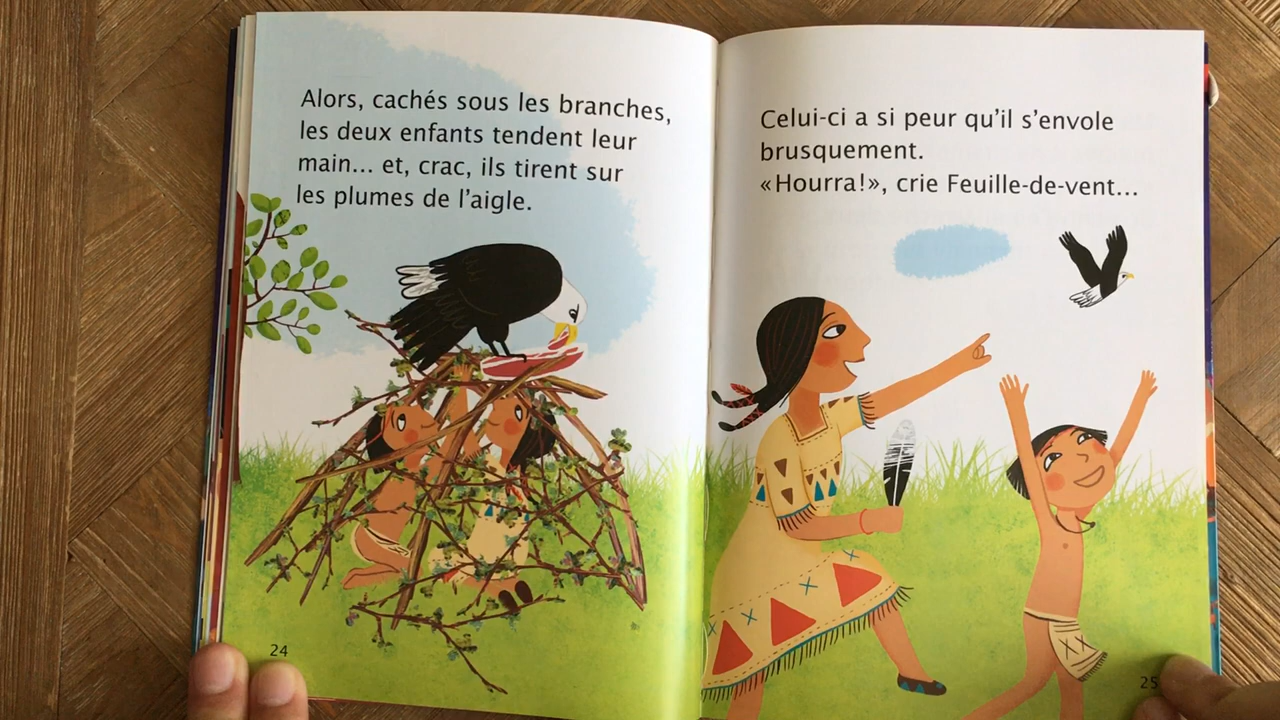 Alors, cachés sous les branches,
les deux enfants tendent leur
main... et, crac, ils tirent sur
les plumes de l'aigle.
24
Celui-ci a si peur qu'il s'envole
brusquement.
«Hourra!», crie Feuille-de-vent...
25